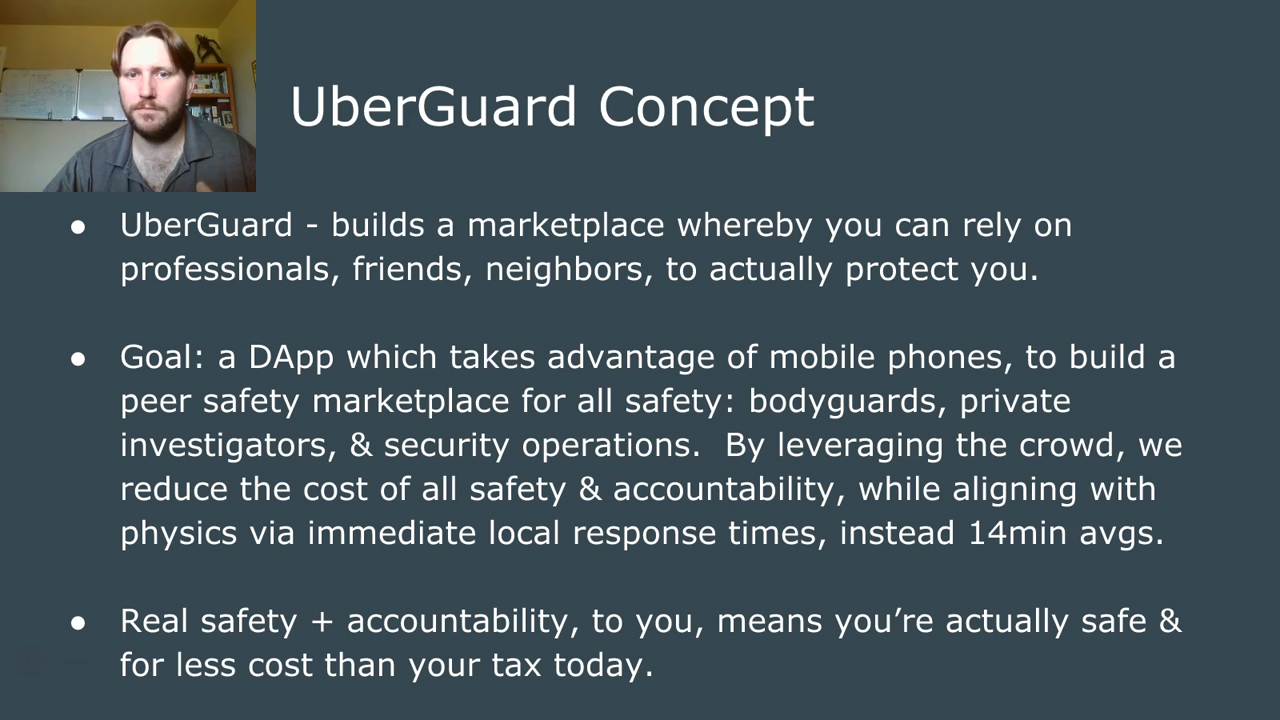 UberGuard Concept
● UberGuard - builds a marketplace whereby you can rely on
professionals, friends, neighbors, to actually protect you.
● Goal: a DApp which takes advantage of mobile phones, to build a
peer safety marketplace for all safety: bodyguards, private
investigators, & security operations.  By leveraging the crowd, we
reduce the cost of all safety & accountability, while aligning with
physics via immediate local response times, instead 14min avgs.
● Real safety + accountability, to you, means you’re actually safe &
for less cost than your tax today.